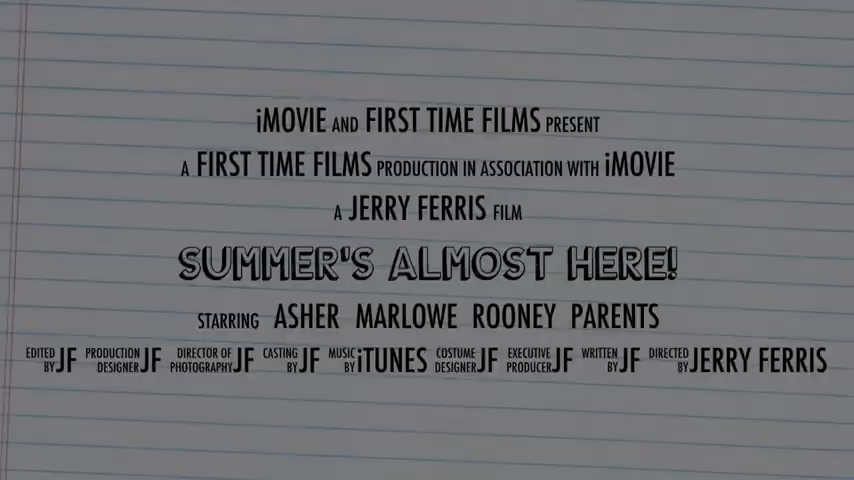 iMOVIE AND FIRST TIME FILMS PRESENT
A FIRST TIME FILMS PRODUCTION IN ASSOCIATION WITH iMOVIE
A JERRY FERRIS FILM
SUMMER'S ALMOST HERE!
STARRING ASHER MARLOWE ROONEY PARENTS
EDITED BY JF PRODUCTION DESIGNER JF DIRECTOR OF PHOTOGRAPHY JF CASTING BY JF MUSIC BY iTUNES COSTUME DESIGNER JF EXECUTIVE PRODUCER JF WRITTEN BY JF DIRECTED BY JERRY FERRIS